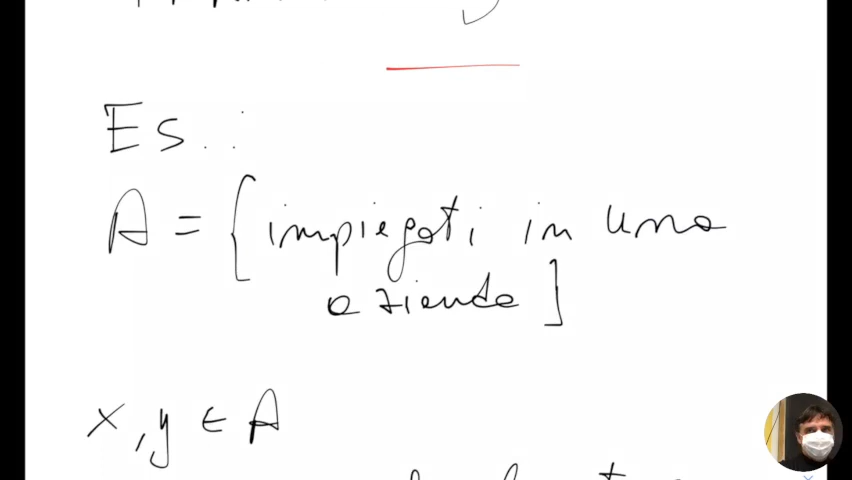 Es.:
A = { impiegati in una
azienda ]
x, y ∈ A